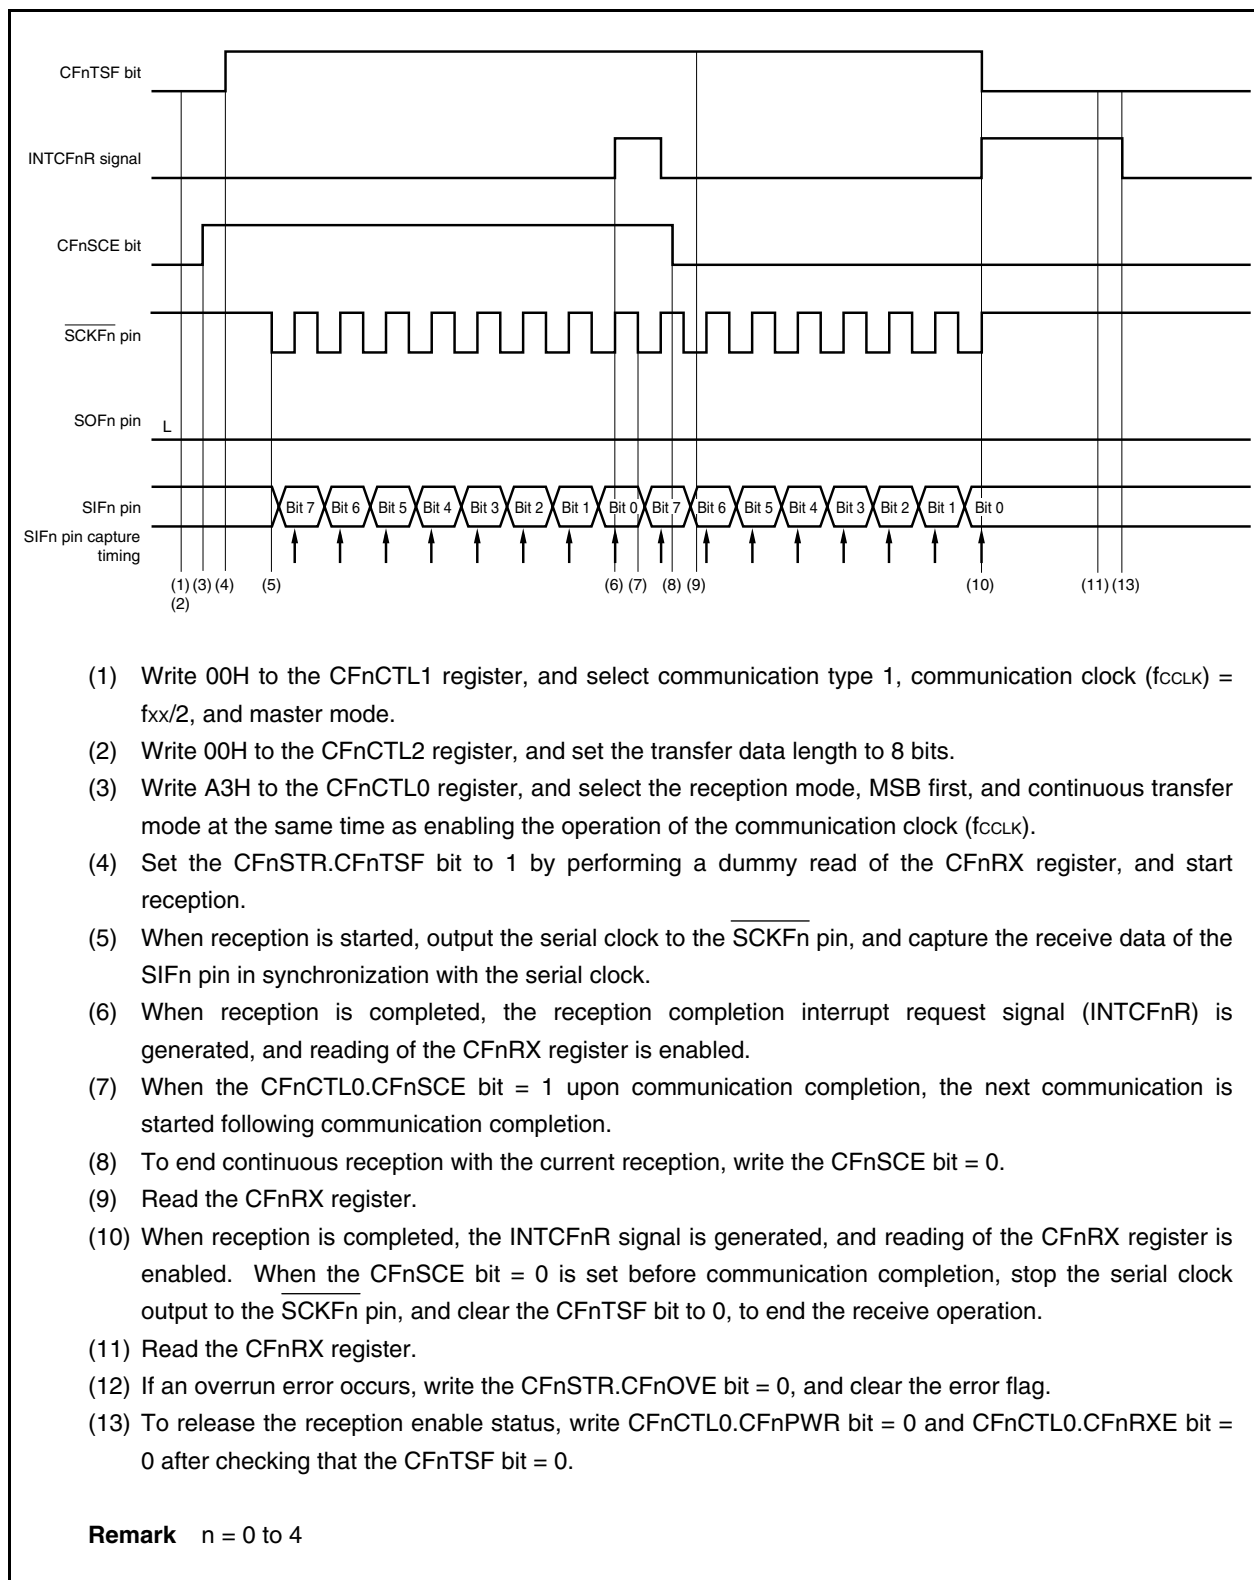 CFnTSF bit
INTCFnR signal
CFnSCE bit
SCKFn pin
SOFn pin L
SIFn pin Bit 7 Bit 6 Bit 5 Bit 4 Bit 3 Bit 2 Bit 1 Bit 0 Bit 7 Bit 6 Bit 5 Bit 4 Bit 3 Bit 2 Bit 1 Bit 0
SIFn pin capture
timing
(1) (3) (4) (5) (6) (7) (8) (9) (10) (11) (13)
(2)
(1) Write 00H to the CFnCTL1 register, and select communication type 1, communication clock (fCCLK) =
fxx/2, and master mode.
(2) Write 00H to the CFnCTL2 register, and set the transfer data length to 8 bits.
(3) Write A3H to the CFnCTL0 register, and select the reception mode, MSB first, and continuous transfer
mode at the same time as enabling the operation of the communication clock (fCCLK).
(4) Set the CFnSTR.CFnTSF bit to 1 by performing a dummy read of the CFnRX register, and start
reception.
(5) When reception is started, output the serial clock to the SCKFn pin, and capture the receive data of the
SIFn pin in synchronization with the serial clock.
(6) When reception is completed, the reception completion interrupt request signal (INTCFnR) is
generated, and reading of the CFnRX register is enabled.
(7) When the CFnCTL0.CFnSCE bit = 1 upon communication completion, the next communication is
started following communication completion.
(8) To end continuous reception with the current reception, write the CFnSCE bit = 0.
(9) Read the CFnRX register.
(10) When reception is completed, the INTCFnR signal is generated, and reading of the CFnRX register is
enabled. When the CFnSCE bit = 0 is set before communication completion, stop the serial clock
output to the SCKFn pin, and clear the CFnTSF bit to 0, to end the receive operation.
(11) Read the CFnRX register.
(12) If an overrun error occurs, write the CFnSTR.CFnOVE bit = 0, and clear the error flag.
(13) To release the reception enable status, write CFnCTL0.CFnPWR bit = 0 and CFnCTL0.CFnRXE bit =
0 after checking that the CFnTSF bit = 0.
Remark n = 0 to 4